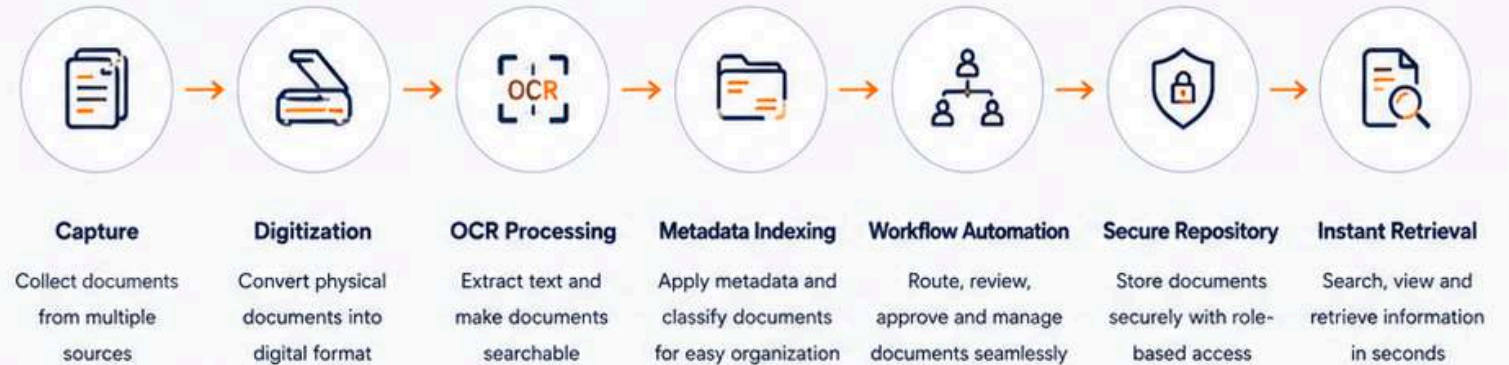 OCR
Capture
Collect documents
from multiple
sources
Digitization
Convert physical
documents into
digital format
OCR Processing
Extract text and
make documents
searchable
Metadata Indexing
Apply metadata and
classify documents
for easy organization
Workflow Automation
Route, review,
approve and manage
documents seamlessly
Secure Repository
Store documents
securely with role-
based access
Instant Retrieval
Search, view and
retrieve information
in seconds